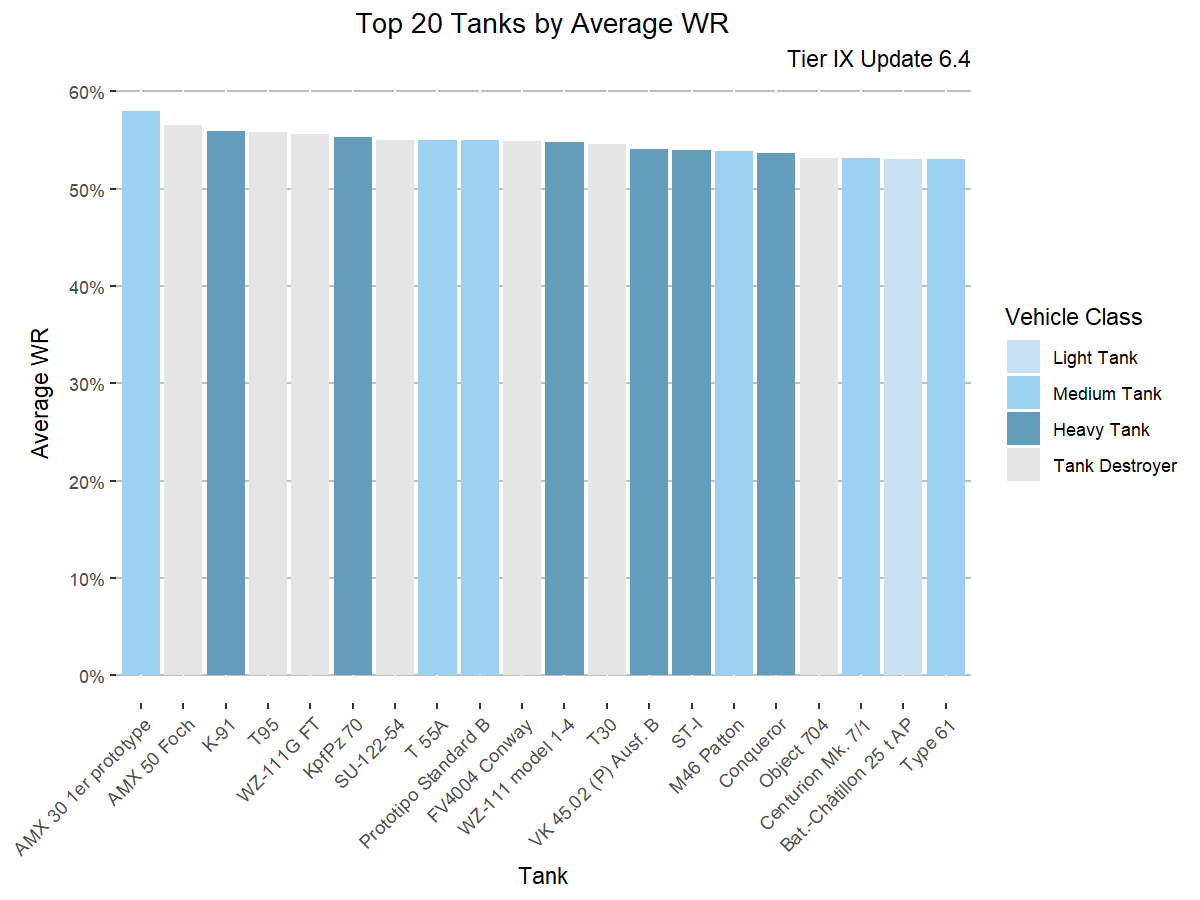 Top 20 Tanks by Average WR
Tier IX Update 6.4
60%
50%
40%
30%
20%
10%
0%
Average WR
AMX 30 1er prototype
AMX 50 Foch
K-91
T95
WZ-111G FT
KpfPz 70
SU-122-54
T 55A
Prototipo Standard B
FV4004 Conway
WZ-111 model 1-4
T30
VK 45.02 (P) Ausf. B
ST-I
M46 Patton
Conqueror
Object 704
Centurion Mk. 7/1
Bat.-Châtillon 25 t AP
Type 61
Tank
Vehicle Class
Light Tank
Medium Tank
Heavy Tank
Tank Destroyer